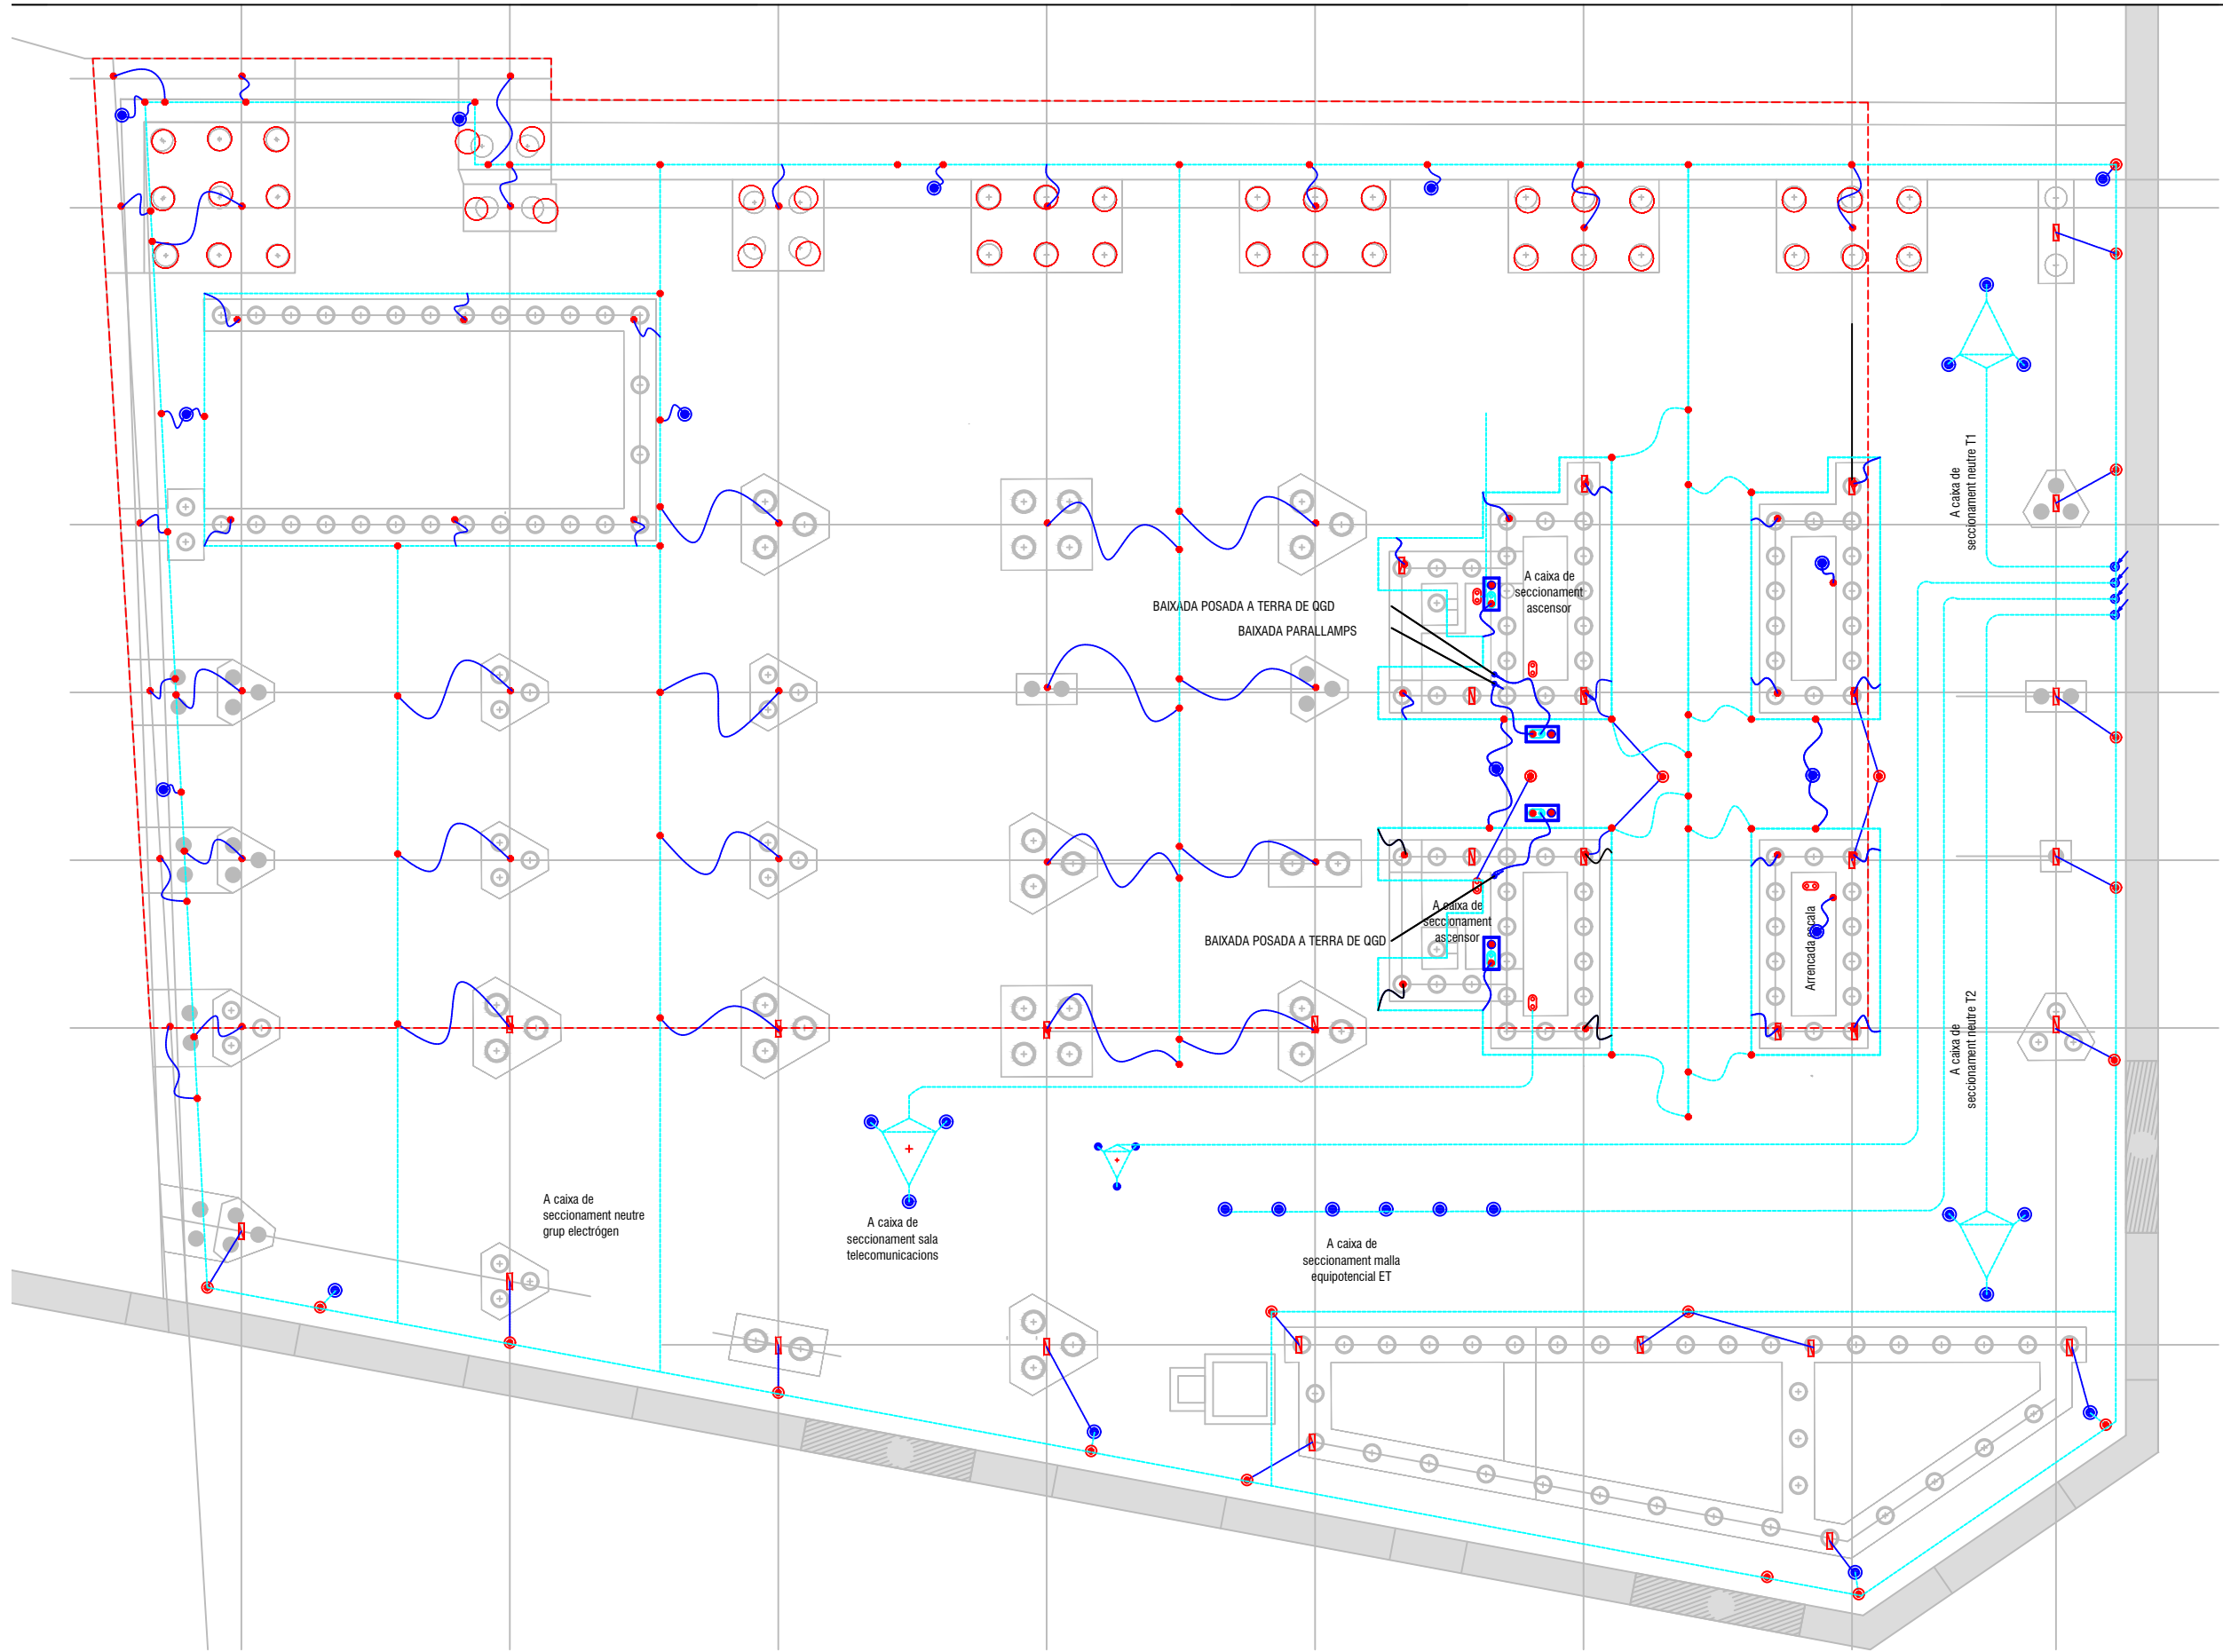 A caixa de
seccionament neutre T1
A caixa de
seccionament
ascensor
BAIXADA POSADA A TERRA DE QGD
BAIXADA PARALLAMPS
A caixa de
seccionament
ascensor
BAIXADA POSADA A TERRA DE QGD
Arrencada escala
A caixa de
seccionament neutre T2
A caixa de
seccionament neutre
grup electrógen
A caixa de
seccionament sala
telecomunicacions
A caixa de
seccionament malla
equipotencial ET